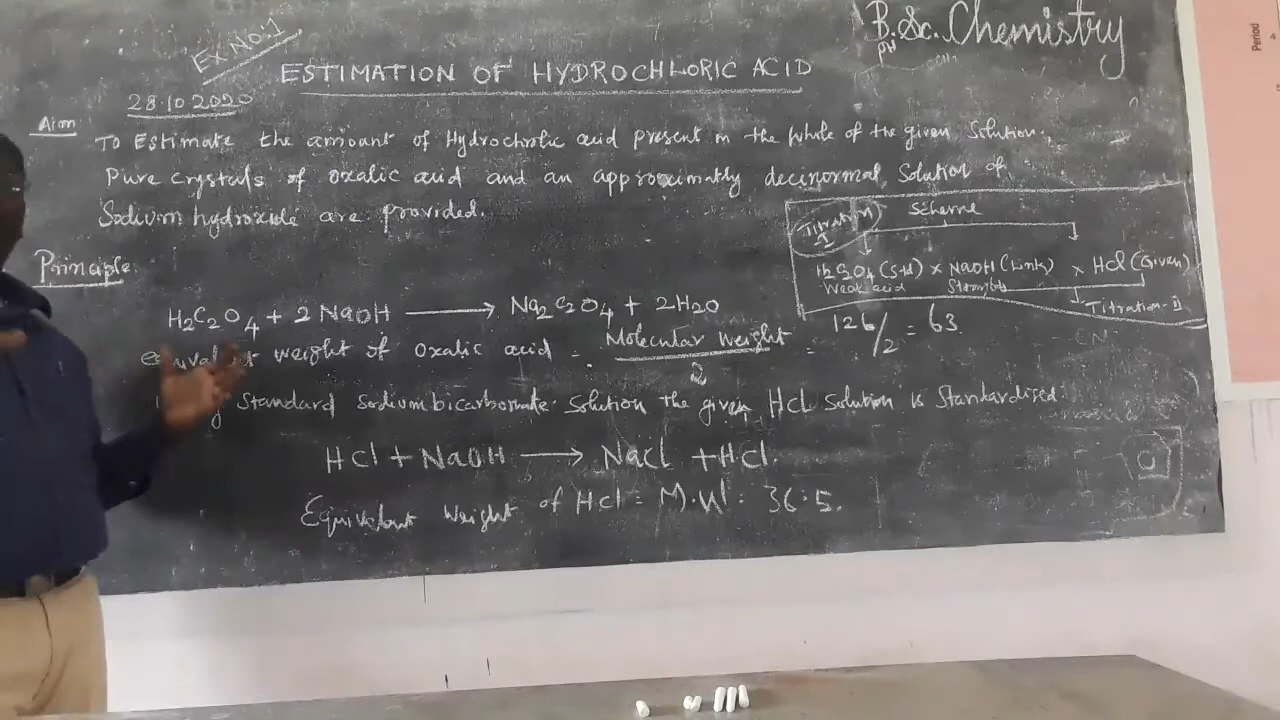 B.Sc. Chemistry
Ex No:1
ESTIMATION OF HYDROCHLORIC ACID
28.10.2020
Aim
To Estimate the amount of Hydrochrolic acid present in the whole of the given Solution.
Pure crystals of oxalic acid and an approximatly decinormal Solution of
Sodium hydroxide are provided.
Scheme
Titration I
(Std) × NaOH (Link) × HCl (Given)
Weak acid
Titration-II
Principle
H2C2O4 + 2 NaOH ⟶ Na2C2O4 + 2H2O
weight of Oxalic acid = Molecular weight / 2 = 126/2 = 63.
Standard Sodium bicarbonate Solution the given HCl Solution is Standardised.
HCl + NaOH ⟶ NaCl + HCl.
Equivalent Weight of HCl = M.W = 36.5.
Period